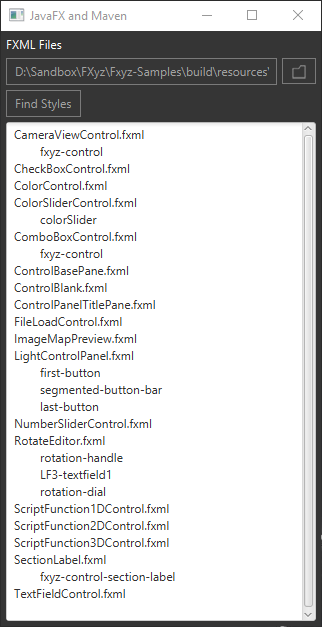 JavaFX and Maven
FXML Files
D:\Sandbox\FXyz\Fxyz-Samples\build\resources\
Find Styles
CameraViewControl.fxml
fxyz-control
CheckBoxControl.fxml
ColorControl.fxml
ColorSliderControl.fxml
colorSlider
ComboBoxControl.fxml
fxyz-control
ControlBasePane.fxml
ControlBlank.fxml
ControlPanelTitlePane.fxml
FileLoadControl.fxml
ImageMapPreview.fxml
LightControlPanel.fxml
first-button
segmented-button-bar
last-button
NumberSliderControl.fxml
RotateEditor.fxml
rotation-handle
LF3-textfield1
rotation-dial
ScriptFunction1DControl.fxml
ScriptFunction2DControl.fxml
ScriptFunction3DControl.fxml
SectionLabel.fxml
fxyz-control-section-label
TextFieldControl.fxml